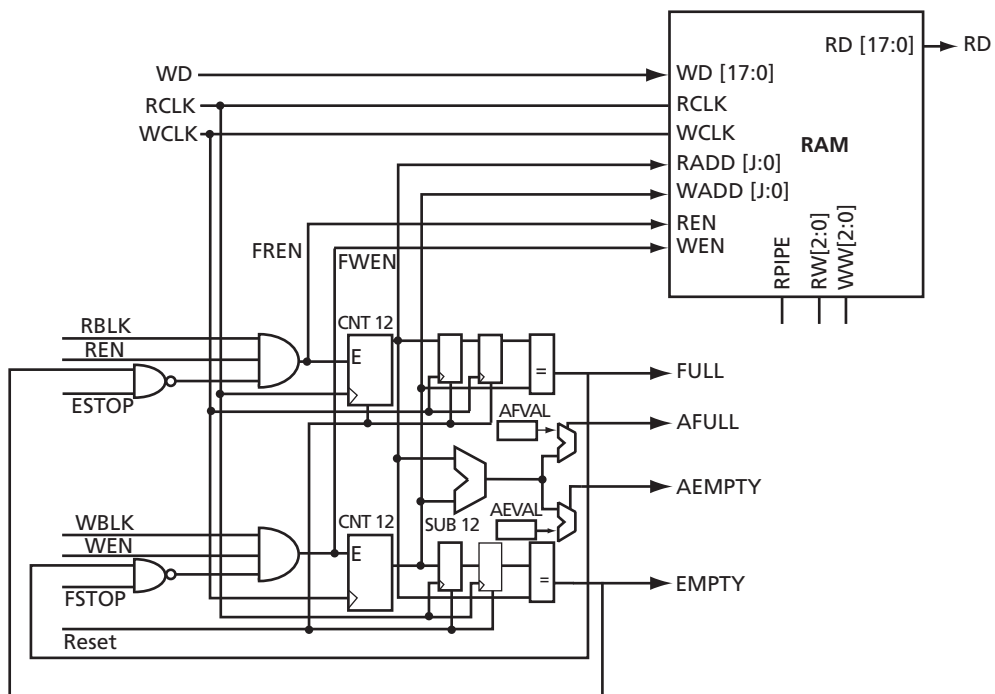 RD [17:0]
RD
WD
WD [17:0]
RCLK
RCLK
WCLK
WCLK
RAM
RADD [J:0]
WADD [J:0]
REN
FREN
FWEN
WEN
RPIPE
RW[2:0]
WW[2:0]
RBLK
CNT 12
REN
E
=
FULL
ESTOP
AFVAL
AFULL
AEMPTY
WBLK
CNT 12
SUB 12
AEVAL
WEN
E
=
EMPTY
FSTOP
Reset